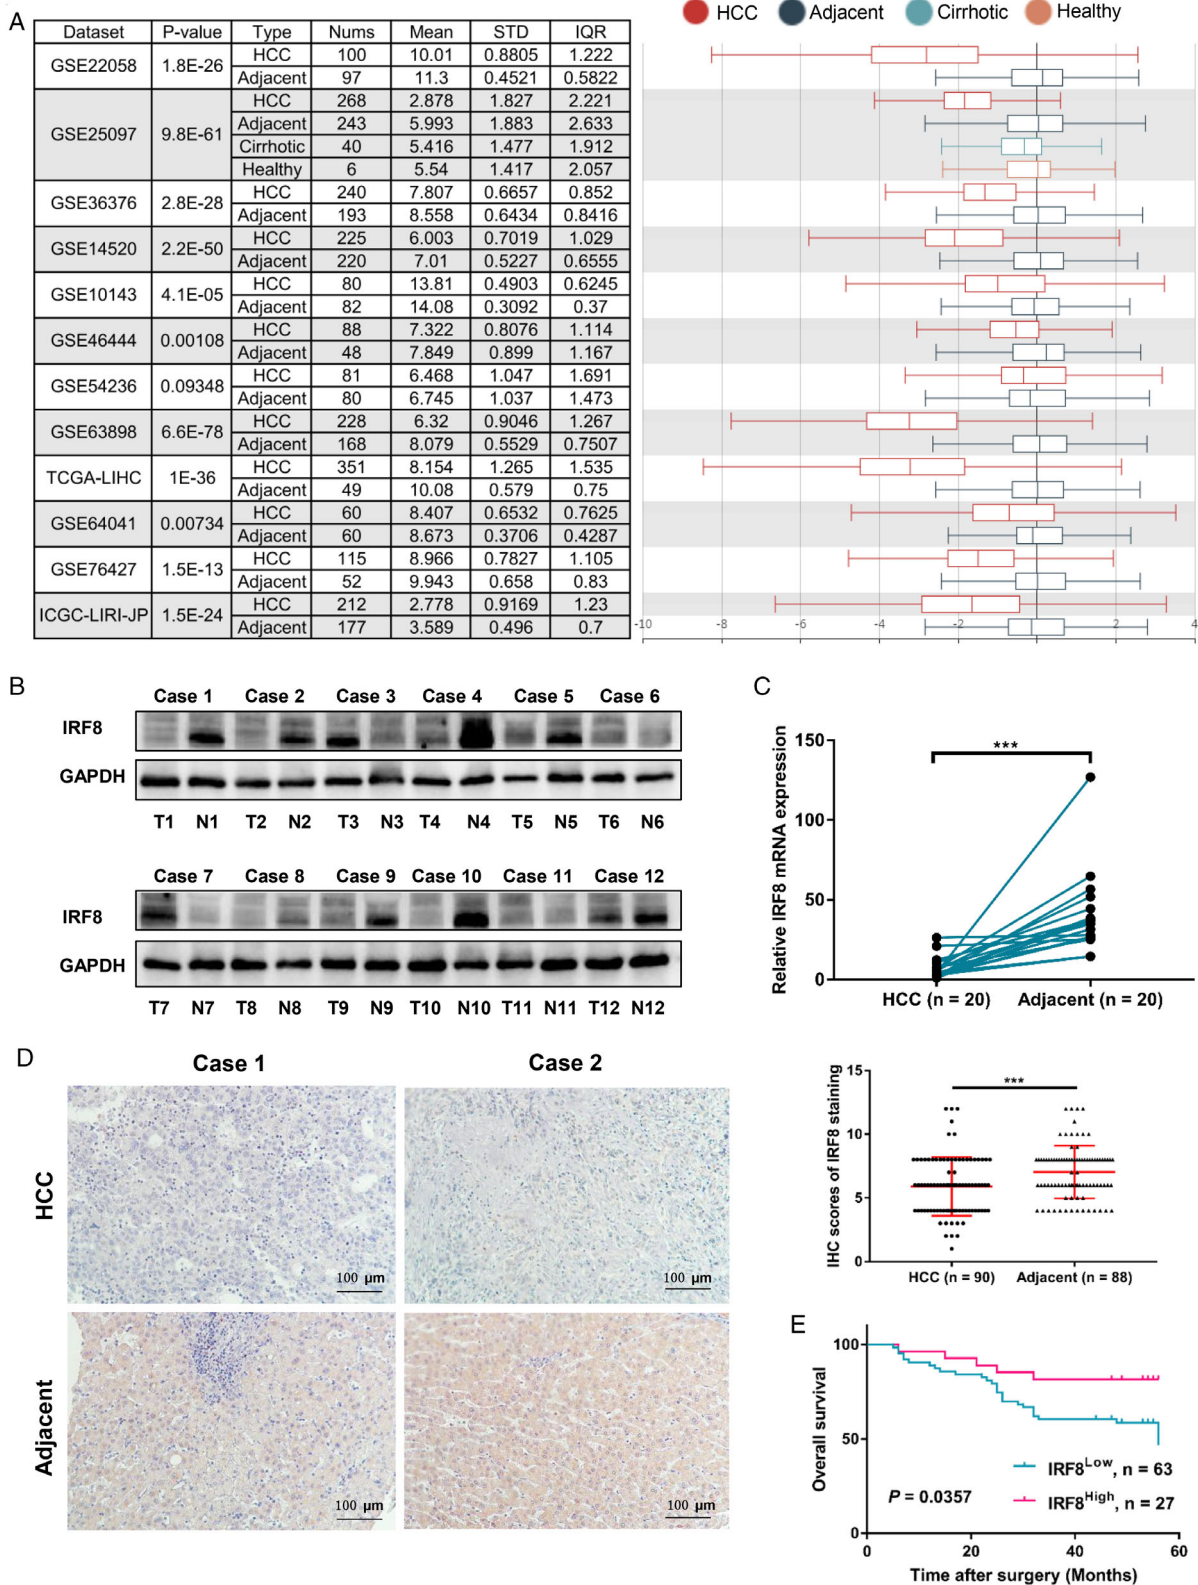 A
HCC Adjacent Cirrhotic Healthy
Dataset P-value Type Nums Mean STD IQR
GSE22058 1.8E-26 HCC 100 10.01 0.8805 1.222
Adjacent 97 11.3 0.4521 0.5822
GSE25097 9.8E-61 HCC 268 2.878 1.827 2.221
Adjacent 243 5.993 1.883 2.633
Cirrhotic 40 5.416 1.477 1.912
Healthy 6 5.54 1.417 2.057
GSE36376 2.8E-28 HCC 240 7.807 0.6657 0.852
Adjacent 193 8.558 0.6434 0.8416
GSE14520 2.2E-50 HCC 225 6.003 0.7019 1.029
Adjacent 220 7.01 0.5227 0.6555
GSE10143 4.1E-05 HCC 80 13.81 0.4903 0.6245
Adjacent 82 14.08 0.3092 0.37
GSE46444 0.00108 HCC 88 7.322 0.8076 1.114
Adjacent 48 7.849 0.899 1.167
GSE54236 0.09348 HCC 81 6.468 1.047 1.691
Adjacent 80 6.745 1.037 1.473
GSE63898 6.6E-78 HCC 228 6.32 0.9046 1.267
Adjacent 168 8.079 0.5529 0.7507
TCGA-LIHC 1E-36 HCC 351 8.154 1.265 1.535
Adjacent 49 10.08 0.579 0.75
GSE64041 0.00734 HCC 60 8.407 0.6532 0.7625
Adjacent 60 8.673 0.3706 0.4287
GSE76427 1.5E-13 HCC 115 8.966 0.7827 1.105
Adjacent 52 9.943 0.658 0.83
ICGC-LIRI-JP 1.5E-24 HCC 212 2.778 0.9169 1.23
Adjacent 177 3.589 0.496 0.7
-10 -8 -6 -4 -2 0 2 4
B
Case 1 Case 2 Case 3 Case 4 Case 5 Case 6
IRF8
GAPDH
T1 N1 T2 N2 T3 N3 T4 N4 T5 N5 T6 N6
Case 7 Case 8 Case 9 Case 10 Case 11 Case 12
IRF8
GAPDH
T7 N7 T8 N8 T9 N9 T10 N10 T11 N11 T12 N12
C
Relative IRF8 mRNA expression
150
100
50
0
***
HCC (n = 20) Adjacent (n = 20)
D
Case 1 Case 2
HCC
100 μm
100 μm
Adjacent
100 μm
100 μm
IHC scores of IRF8 staining
15
10
5
0
***
HCC (n = 90) Adjacent (n = 88)
E
Overall survival
100
50
0
IRF8Low, n = 63
IRF8High, n = 27
P = 0.0357
0 20 40 60
Time after surgery (Months)